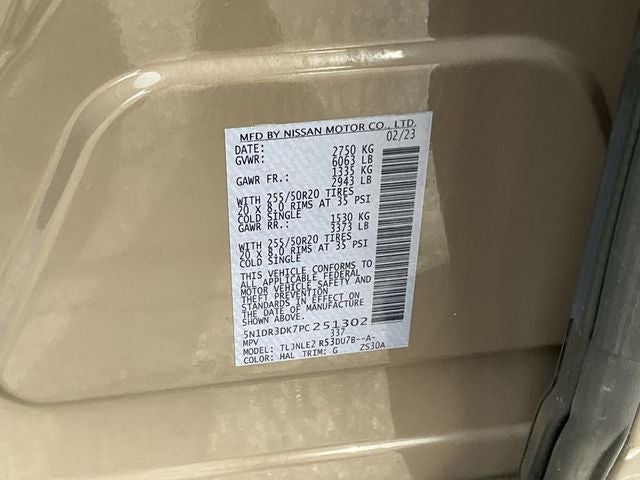 MFD BY NISSAN MOTOR CO., LTD.
DATE: 02/23
GVWR: 2750 KG
6063 LB
GAWR FR.: 1335 KG
2943 LB
WITH 255/50R20 TIRES
20 X 8.0 RIMS AT 35 PSI
COLD SINGLE
GAWR RR.: 1530 KG
3373 LB
WITH 255/50R20 TIRES
20 X 8.0 RIMS AT 35 PSI
COLD SINGLE
THIS VEHICLE CONFORMS TO
ALL APPLICABLE FEDERAL
MOTOR VEHICLE SAFETY AND
THEFT PREVENTION
STANDARDS IN EFFECT ON
THE DATE OF MANUFACTURE
SHOWN ABOVE.
5N1DR3DK7PC251302
MPV 337
MODEL: TLJNLE2 R53DU7B--A-
COLOR: HAL TRIM: G ZS30A